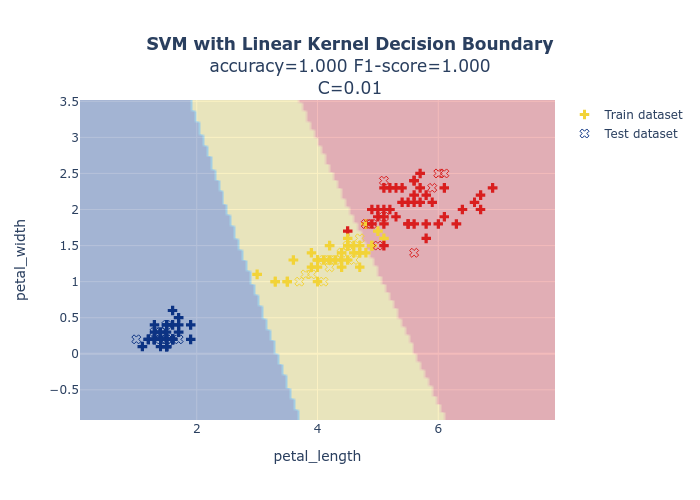 SVM with Linear Kernel Decision Boundary
accuracy=1.000 F1-score=1.000
C=0.01
3.5
3
2.5
2
1.5
1
0.5
0
−0.5
2
4
6
petal_length
petal_width
Train dataset
Test dataset